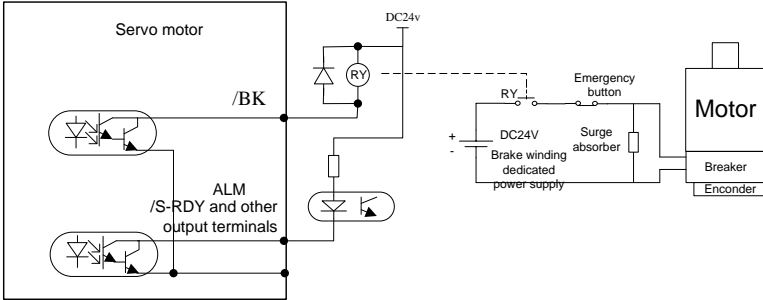 Servo motor
DC24v
RY
/BK
ALM
/S-RDY and other
output terminals
RY
Emergency
button
+
-
DC24V
Brake winding
dedicated
power supply
Surge
absorber
Motor
Breaker
Enconder